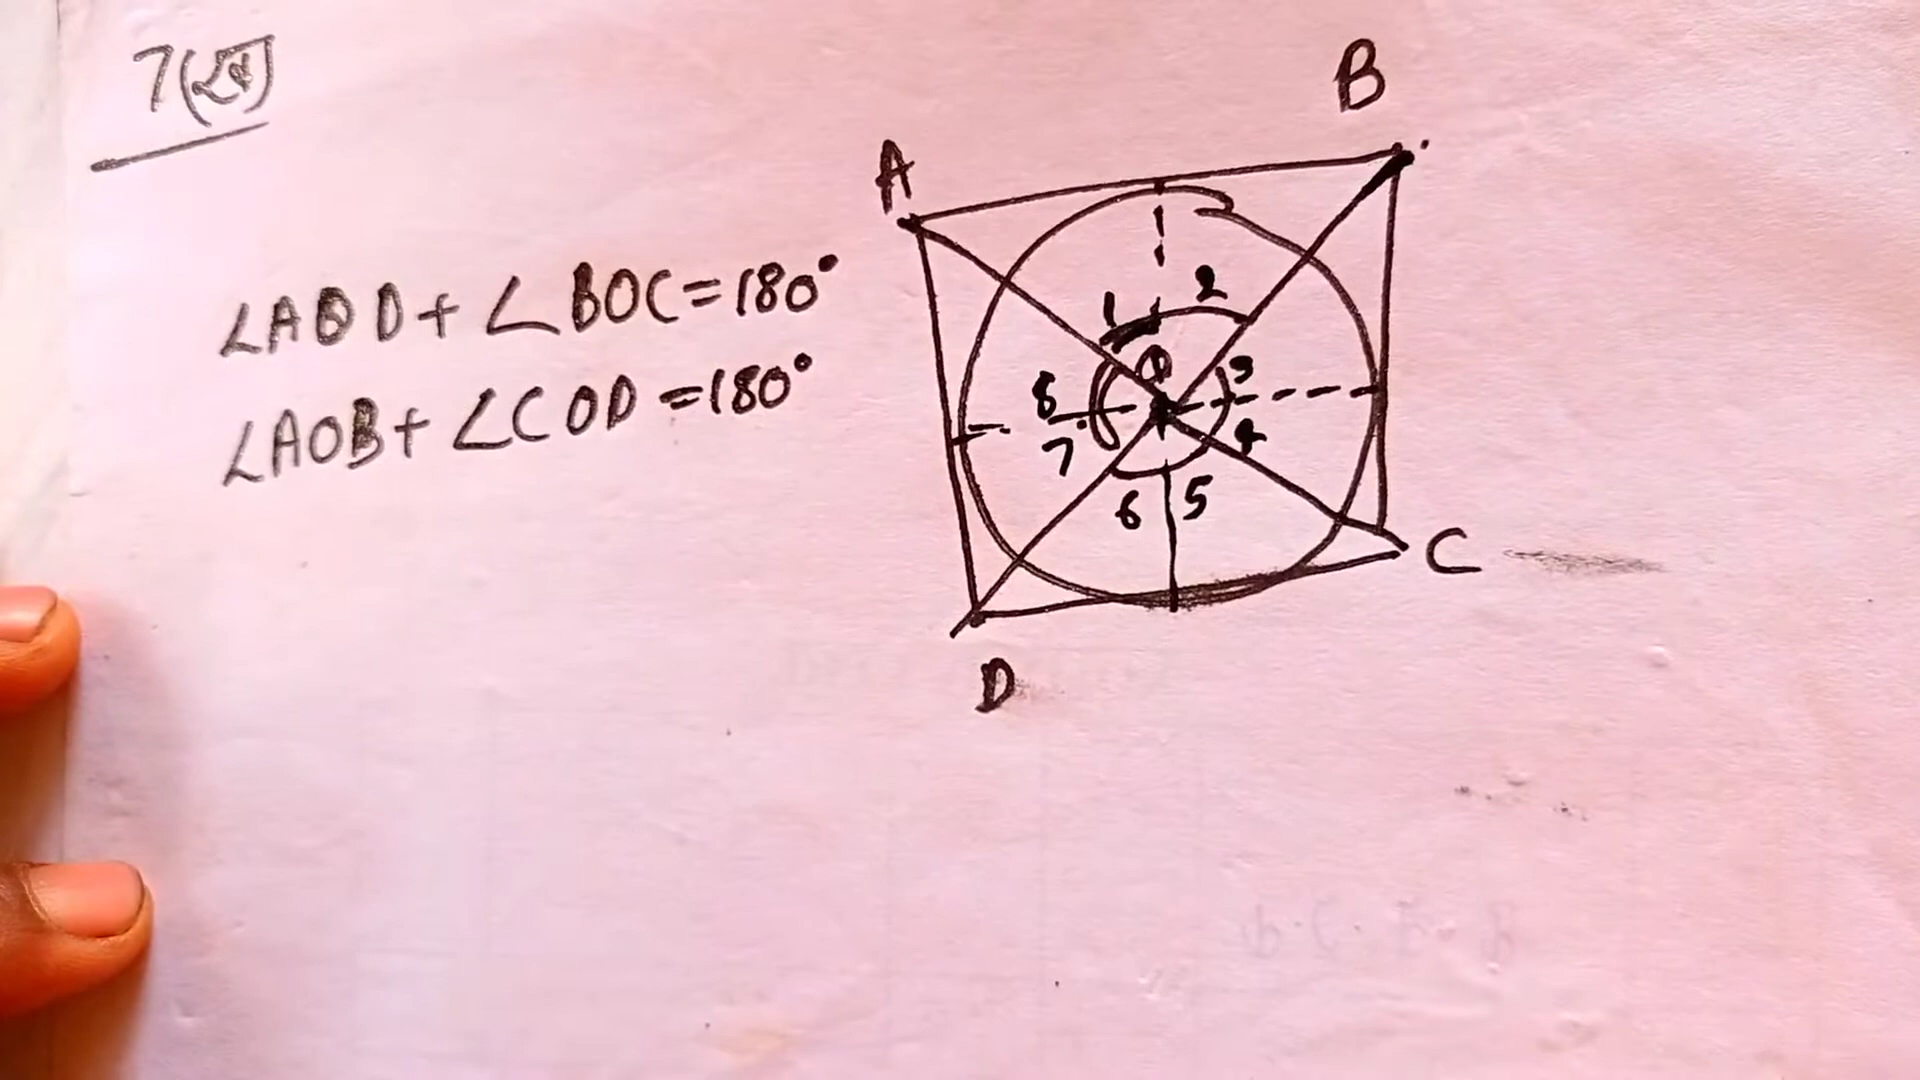 7(ख)
∠AOD + ∠BOC = 180°
∠AOB + ∠COD = 180°
A
B
1
2
O
3
8
7
4
6
5
C
D